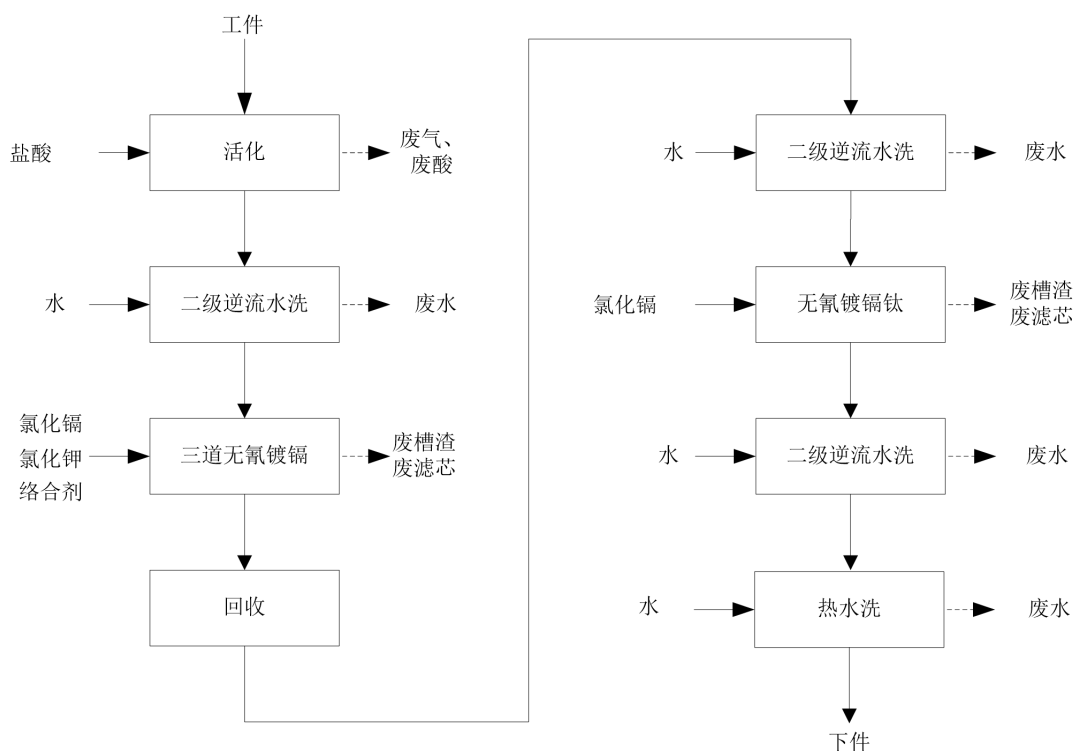 工件
盐酸
活化
废气、
废酸
水
二级逆流水洗
废水
氯化镉
氯化钾
络合剂
三道无氰镀镉
废槽渣
废滤芯
回收
水
二级逆流水洗
废水
氯化镉
无氰镀镉钛
废槽渣
废滤芯
水
二级逆流水洗
废水
水
热水洗
废水
下件